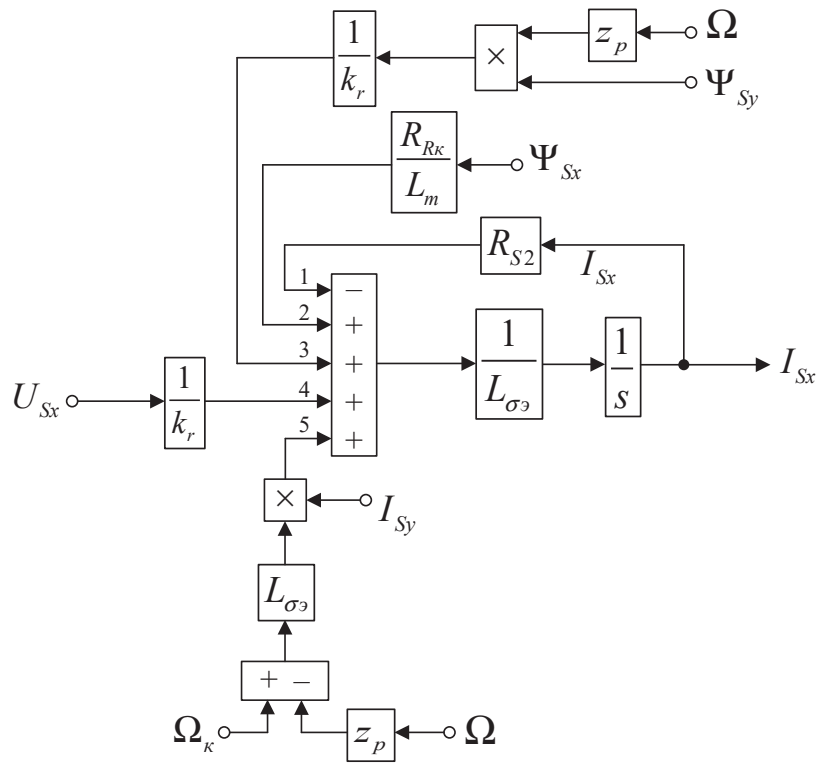 1/k_r × z_p Ω
Ψ_Sy
R_Rк/L_m Ψ_Sx
R_S2 I_Sx
1 −
2 +
3 +
4 +
5 +
1/L_σэ 1/s I_Sx
U_Sx 1/k_r
× I_Sy
L_σэ
+ −
Ω_к z_p Ω